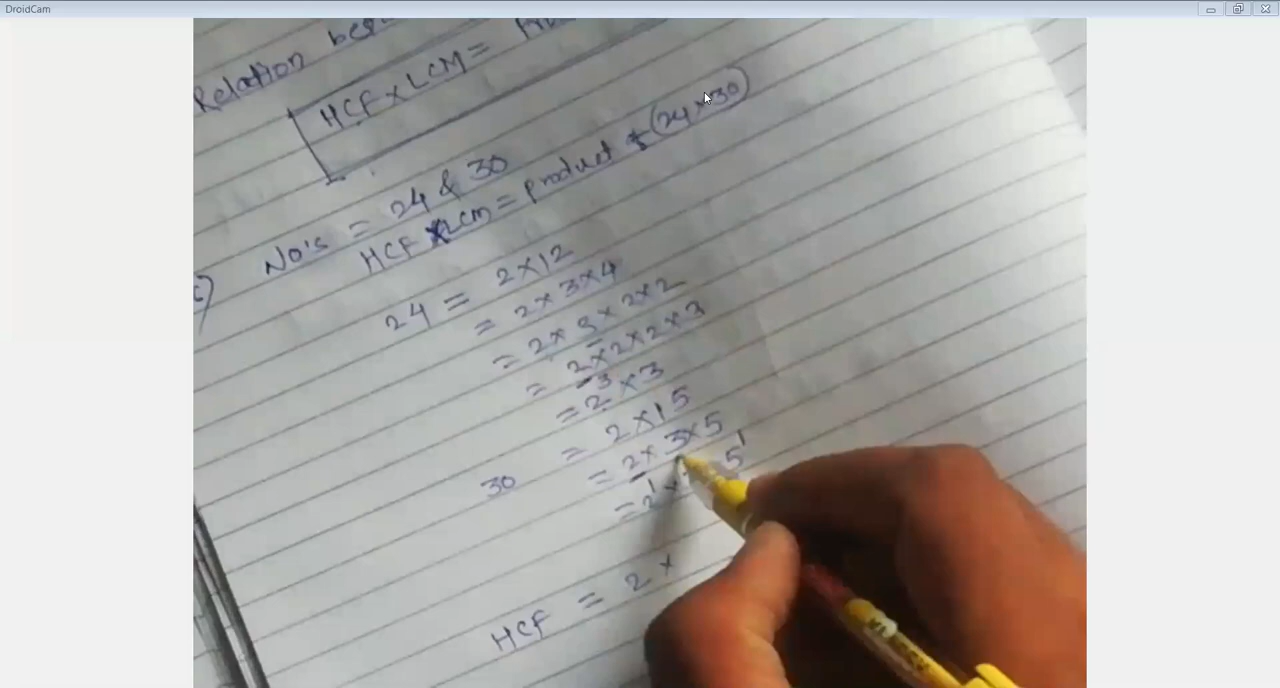 DroidCam
Relation
HCF × LCM =
c) No's = 24 & 30
HCF × LCM = product (24 × 30)
24 = 2 × 12
= 2 × 3 × 4
= 2 × 3 × 2 × 2
= 2 × 2 × 2 × 3
= 2³ × 3
30 = 2 × 15
= 2 × 3 × 5
= 2¹ × 5¹
HCF = 2 ×